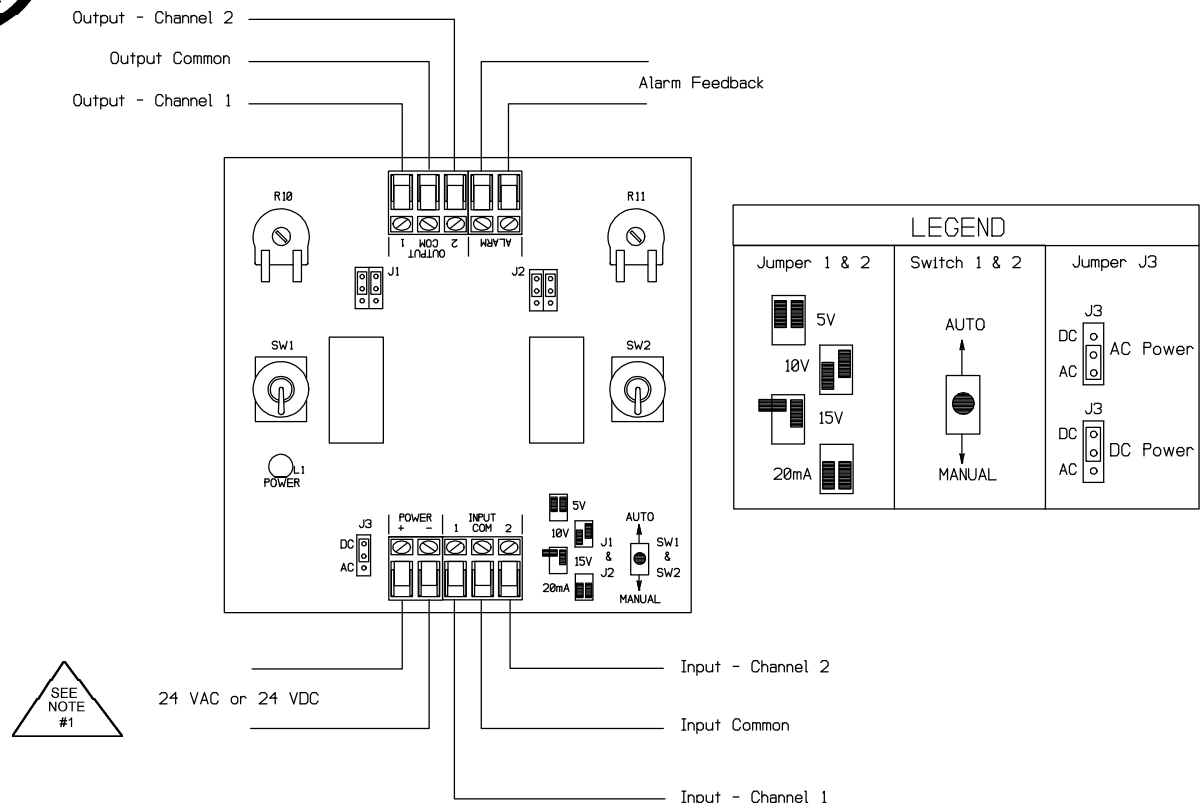 Output - Channel 2
Output Common
Output - Channel 1
Alarm Feedback
R10
R11
1 COM 2
OUTPUT
ALARM
J1
J2
SW1
SW2
L1
POWER
J3
DC
AC
POWER
+ -
INPUT
1 COM 2
5V
10V
15V
20mA
J1
&
J2
AUTO
SW1
&
SW2
MANUAL
LEGEND
Jumper 1 & 2
5V
10V
15V
20mA
Switch 1 & 2
AUTO
MANUAL
Jumper J3
J3
DC
AC
AC Power
J3
DC
AC
DC Power
SEE
NOTE
#1
24 VAC or 24 VDC
Input - Channel 2
Input Common
Input - Channel 1